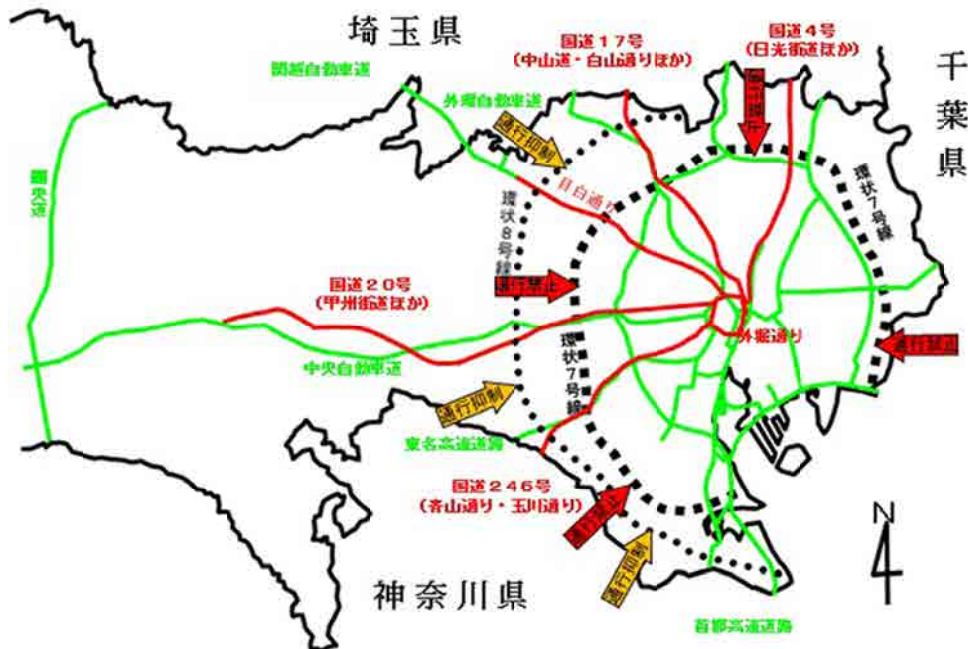 埼玉県
国道17号
(中山道・白山通りほか)
国道4号
(日光街道ほか)
千葉県
関越自動車道
外環自動車道
通行抑制
通行禁止
圏央道
目白通り
環状8号線
環状7号線
国道20号
(甲州街道ほか)
通行禁止
外堀通り
通行禁止
中央自動車道
環状7号線
通行抑制
東名高速道路
国道246号
(青山通り・玉川通り)
通行禁止
通行抑制
N
神奈川県
首都高速道路